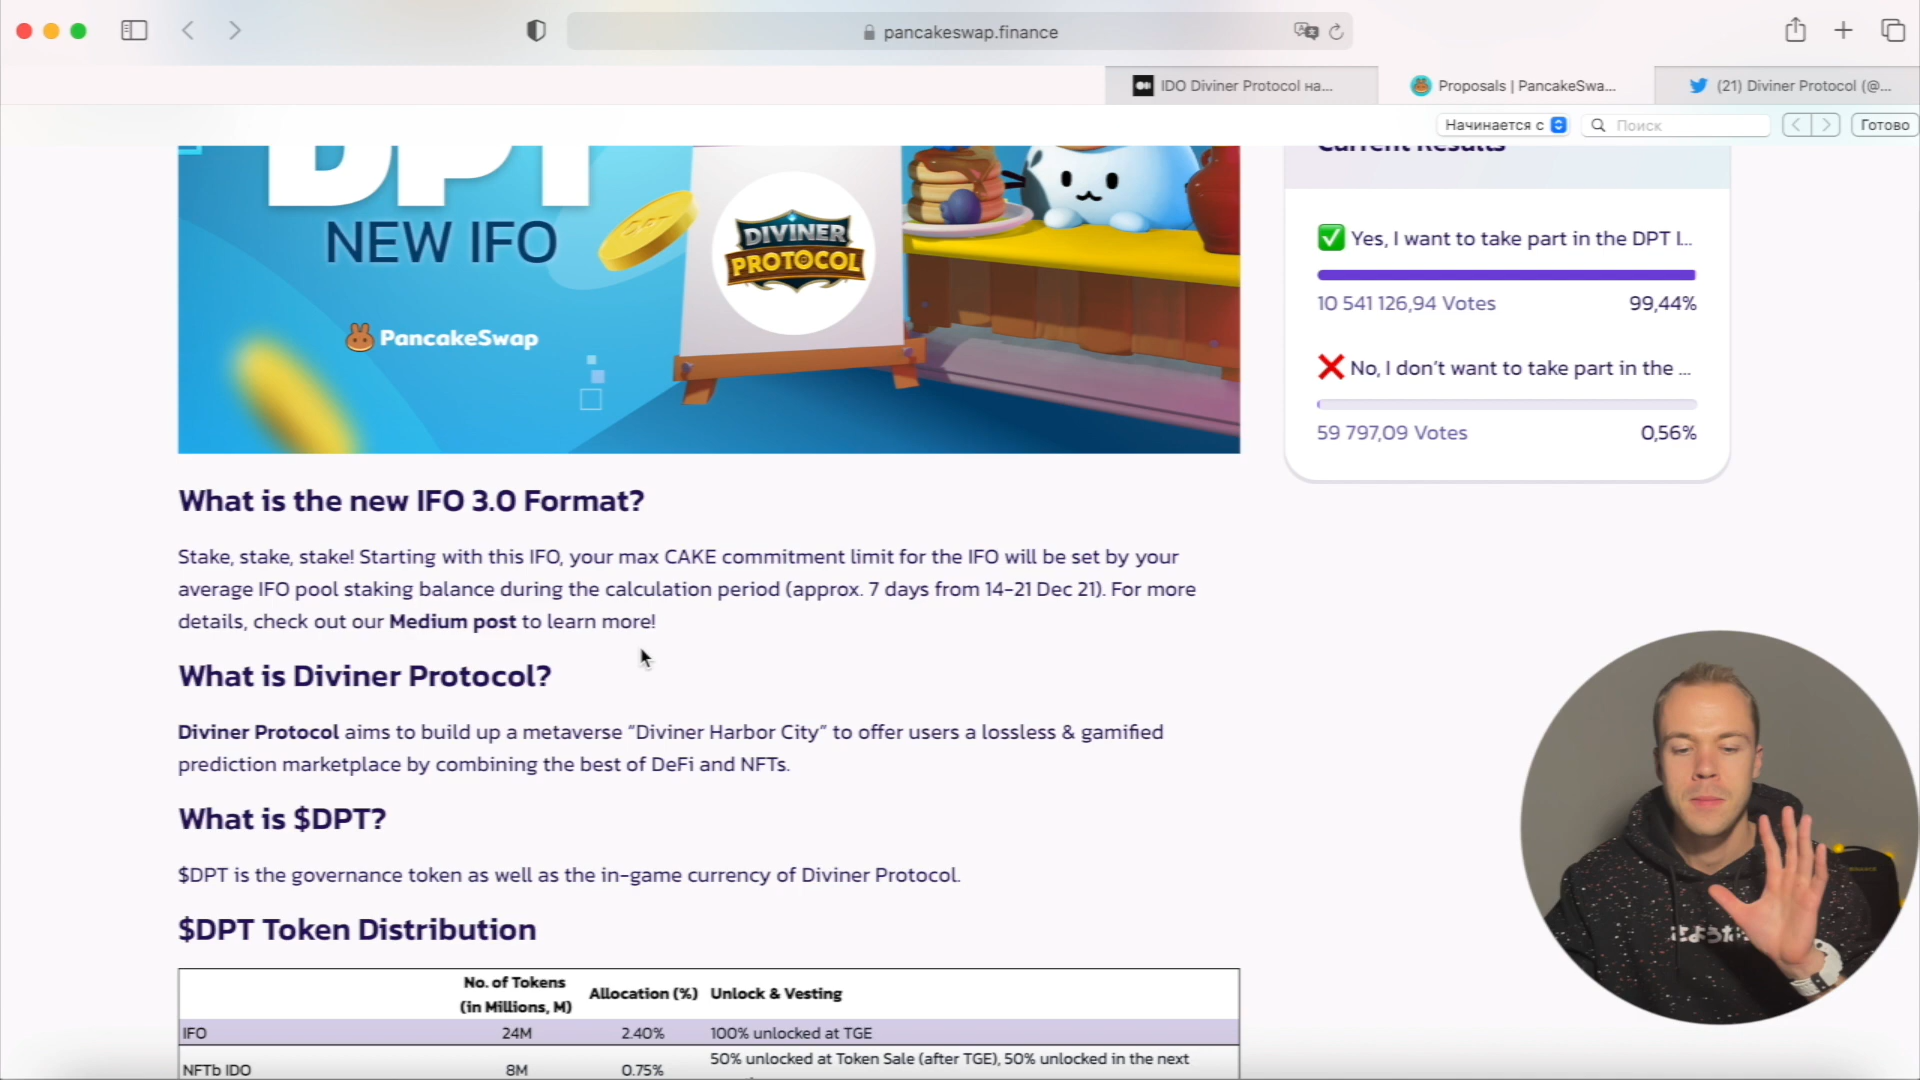 pancakeswap.finance
IDO Diviner Protocol на...
Proposals | PancakeSwa...
(21) Diviner Protocol (@...
Начинается с
Поиск
Готово
DPT
NEW IFO
PancakeSwap
DIVINER
PROTOCOL
Current Results
Yes, I want to take part in the DPT I...
10 541 126,94 Votes 99,44%
No, I don’t want to take part in the ...
59 797,09 Votes 0,56%
What is the new IFO 3.0 Format?
Stake, stake, stake! Starting with this IFO, your max CAKE commitment limit for the IFO will be set by your
average IFO pool staking balance during the calculation period (approx. 7 days from 14-21 Dec 21). For more
details, check out our Medium post to learn more!
What is Diviner Protocol?
Diviner Protocol aims to build up a metaverse “Diviner Harbor City” to offer users a lossless & gamified
prediction marketplace by combining the best of DeFi and NFTs.
What is $DPT?
$DPT is the governance token as well as the in-game currency of Diviner Protocol.
$DPT Token Distribution
No. of Tokens
(in Millions, M) Allocation (%) Unlock & Vesting
IFO 24M 2.40% 100% unlocked at TGE
NFTb IDO 8M 0.75% 50% unlocked at Token Sale (after TGE), 50% unlocked in the next